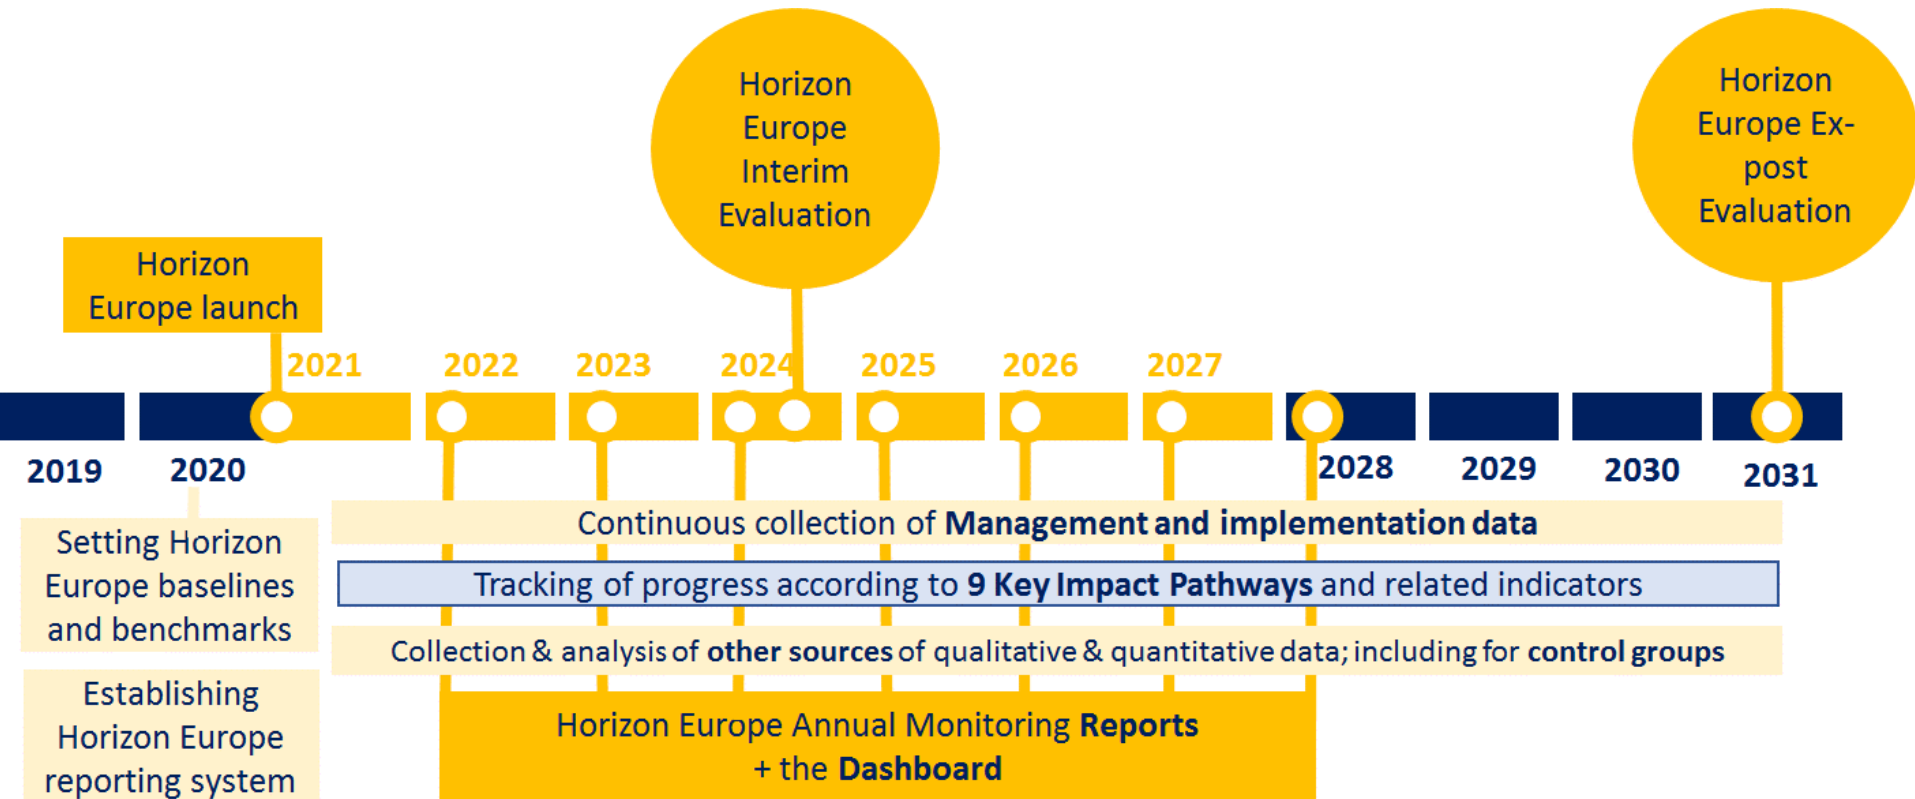 Horizon
Europe
Interim
Evaluation
Horizon
Europe Ex-
post
Evaluation
Horizon
Europe launch
2021 2022 2023 2024 2025 2026 2027
2019 2020 2028 2029 2030 2031
Setting Horizon
Europe baselines
and benchmarks
Establishing
Horizon Europe
reporting system
Continuous collection of Management and implementation data
Tracking of progress according to 9 Key Impact Pathways and related indicators
Collection & analysis of other sources of qualitative & quantitative data; including for control groups
Horizon Europe Annual Monitoring Reports
+ the Dashboard